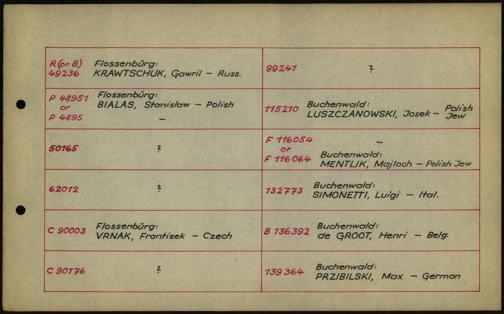 R (or B) Flossenbürg:
49236 KRAWTSCHUK, Gawril - Russ.
P 48951 Flossenbürg:
or BIALAS, Stanislaw - Polish
P 4895 -
50165 ?
62012 ?
C 90003 Flossenbürg:
VRNAK, Frantisek - Czech
C 90176 ?
99241 ?
115210 Buchenwald:
LUSZCZANOWSKI, Josek - Polish Jew
F 116054 -
or
F 116064 Buchenwald:
MENTLIK, Majloch - Polish Jew
132773 Buchenwald:
SIMONETTI, Luigi - Ital.
B 136392 Buchenwald:
de GROOT, Henri - Belg.
139364 Buchenwald:
PRZIBILSKI, Max - German